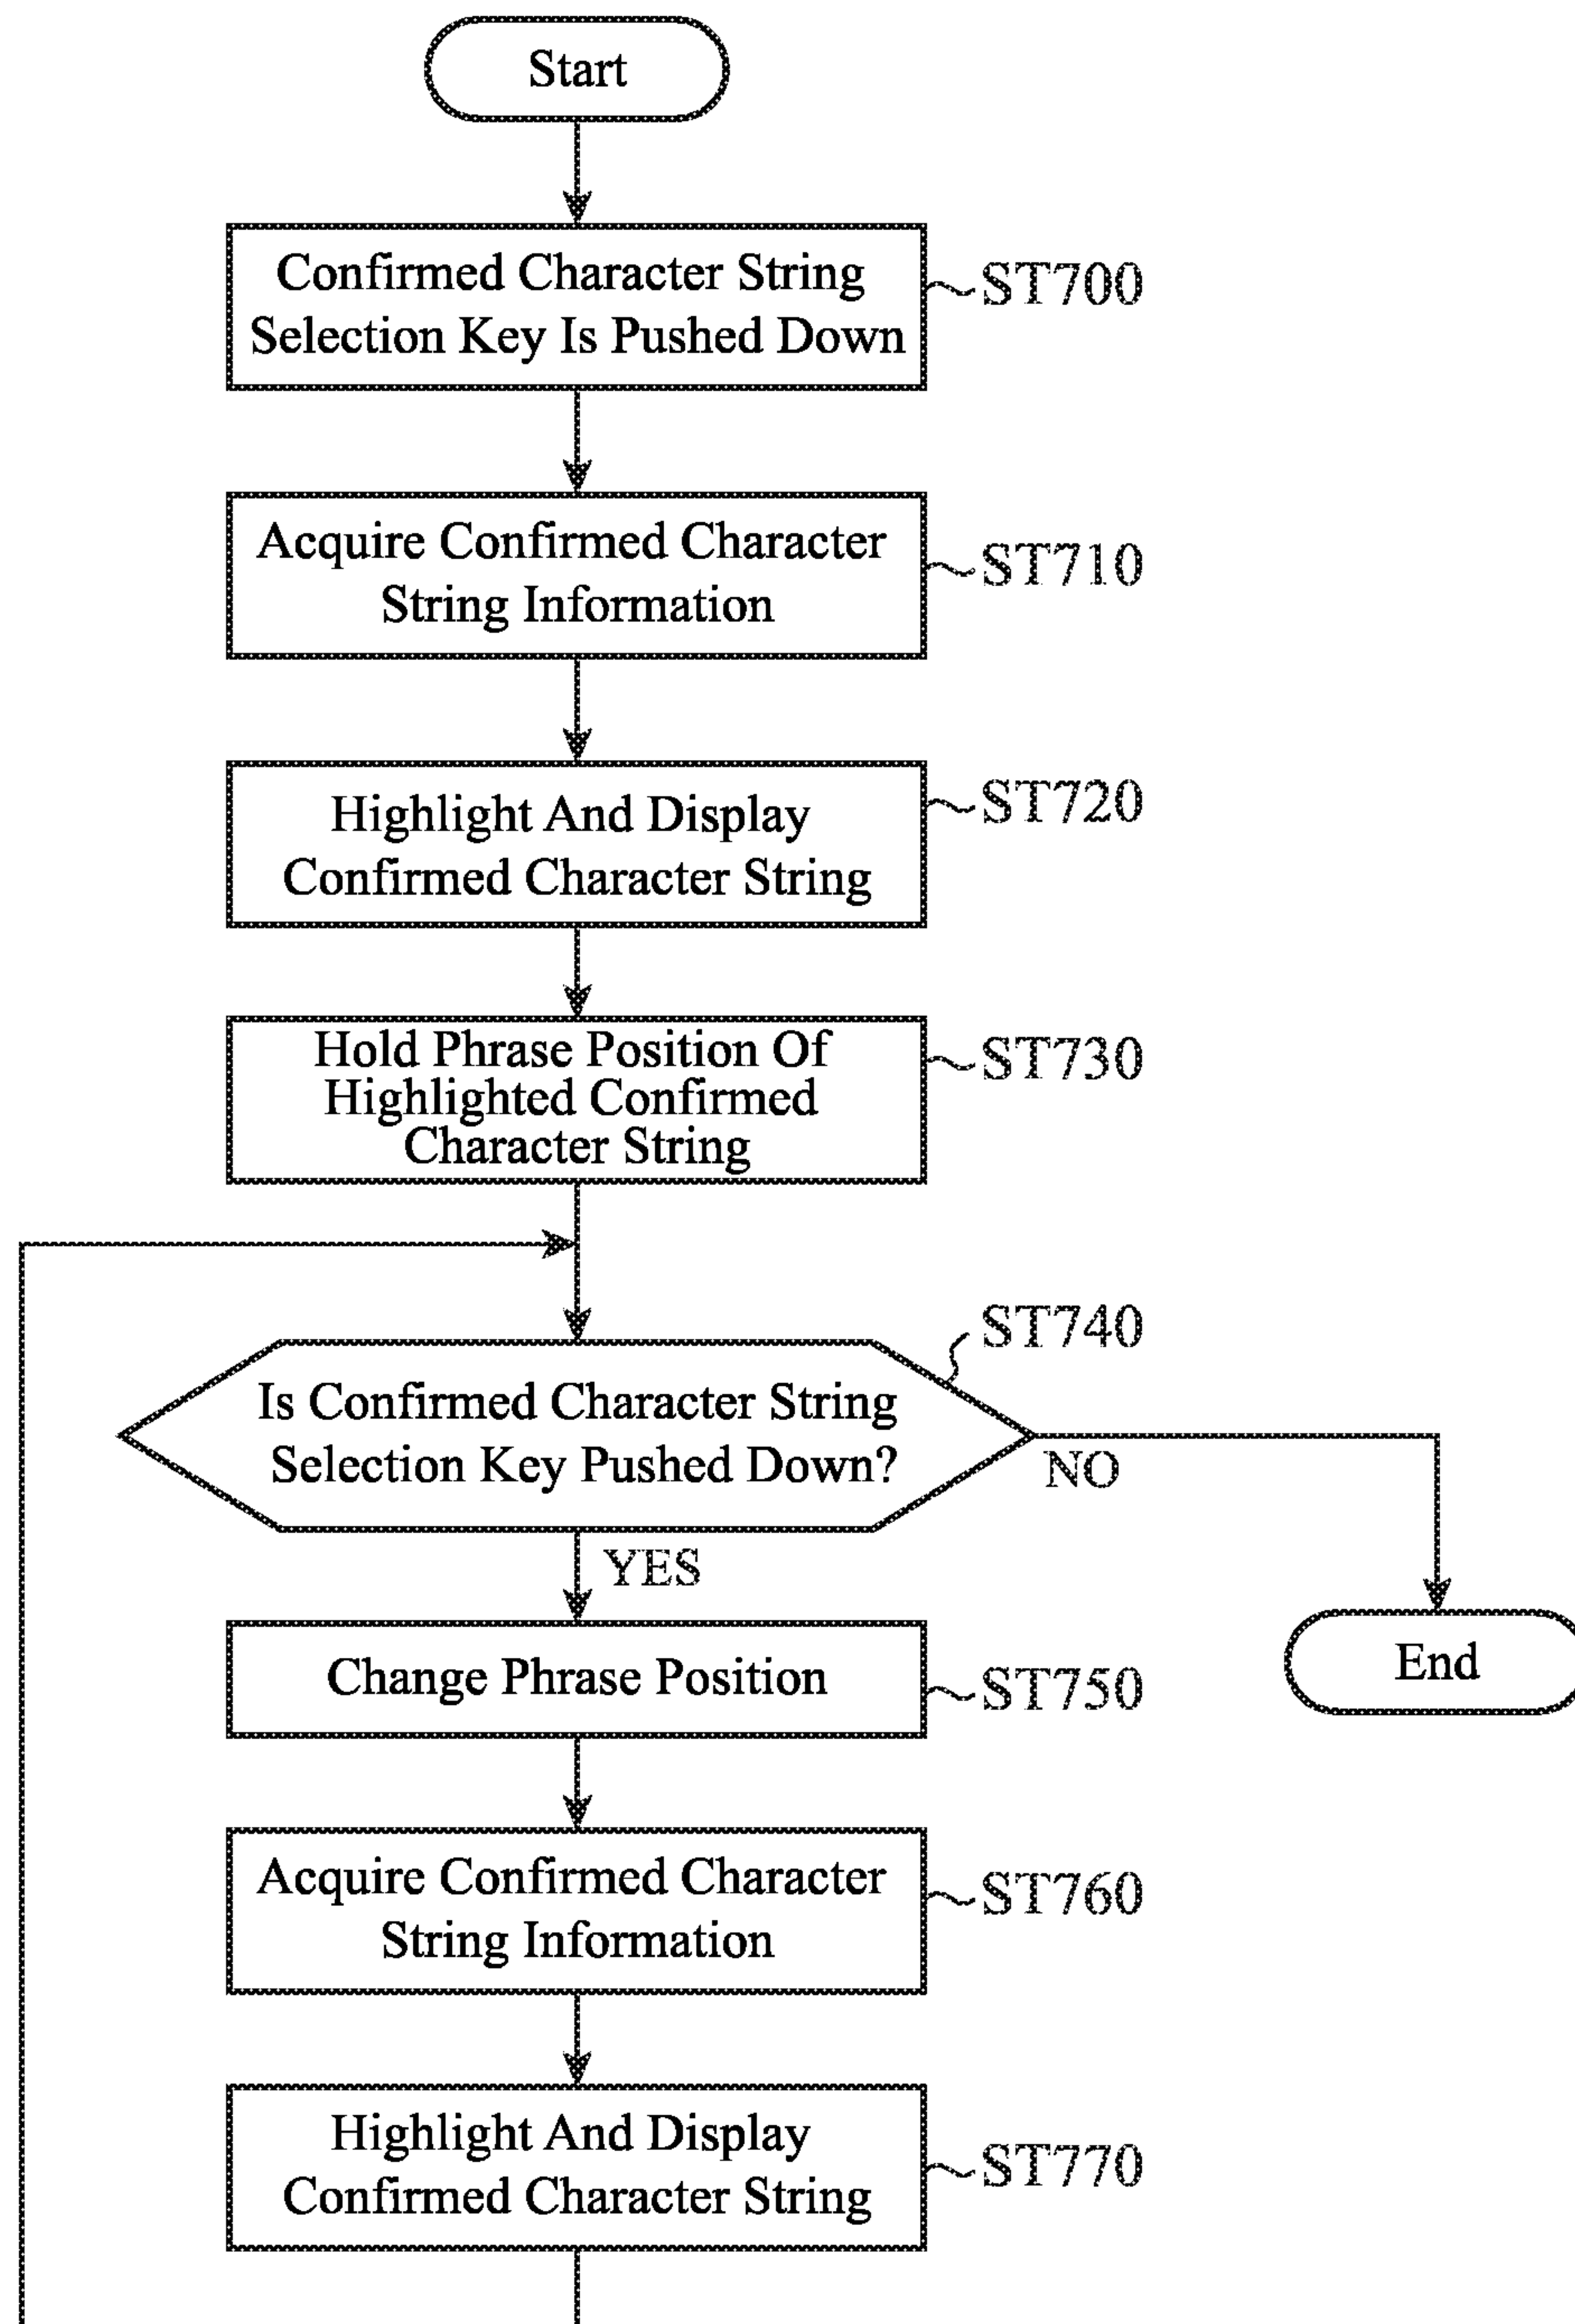 Start
Confirmed Character String
Selection Key Is Pushed Down
ST700
Acquire Confirmed Character
String Information
ST710
Highlight And Display
Confirmed Character String
ST720
Hold Phrase Position Of
Highlighted Confirmed
Character String
ST730
ST740
Is Confirmed Character String
Selection Key Pushed Down?
NO
YES
Change Phrase Position
ST750
End
Acquire Confirmed Character
String Information
ST760
Highlight And Display
Confirmed Character String
ST770